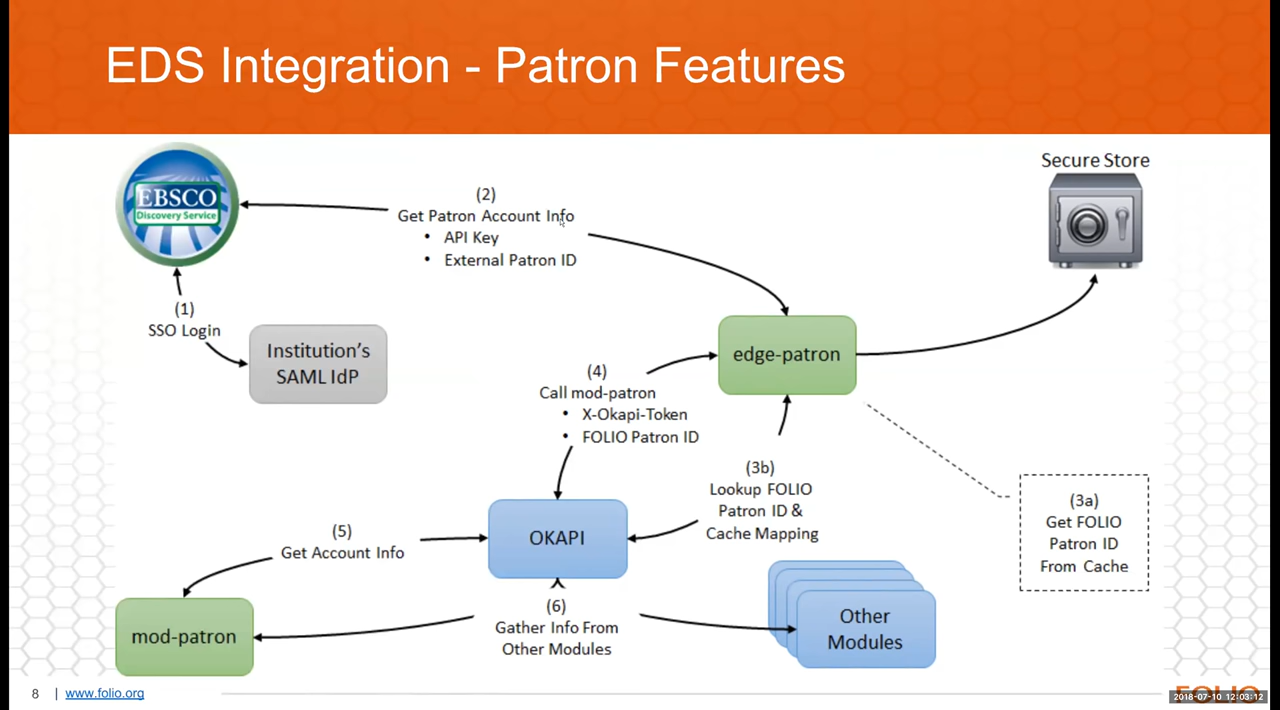 EDS Integration - Patron Features
EBSCO
Discovery Service
(1)
SSO Login
Institution's
SAML IdP
(2)
Get Patron Account Info
• API Key
• External Patron ID
Secure Store
edge-patron
(3a)
Get FOLIO
Patron ID
From Cache
(3b)
Lookup FOLIO
Patron ID &
Cache Mapping
(4)
Call mod-patron
• X-Okapi-Token
• FOLIO Patron ID
OKAPI
(5)
Get Account Info
mod-patron
(6)
Gather Info From
Other Modules
Other
Modules
8 | www.folio.org
FOLIO
2018-07-10 12:03:12